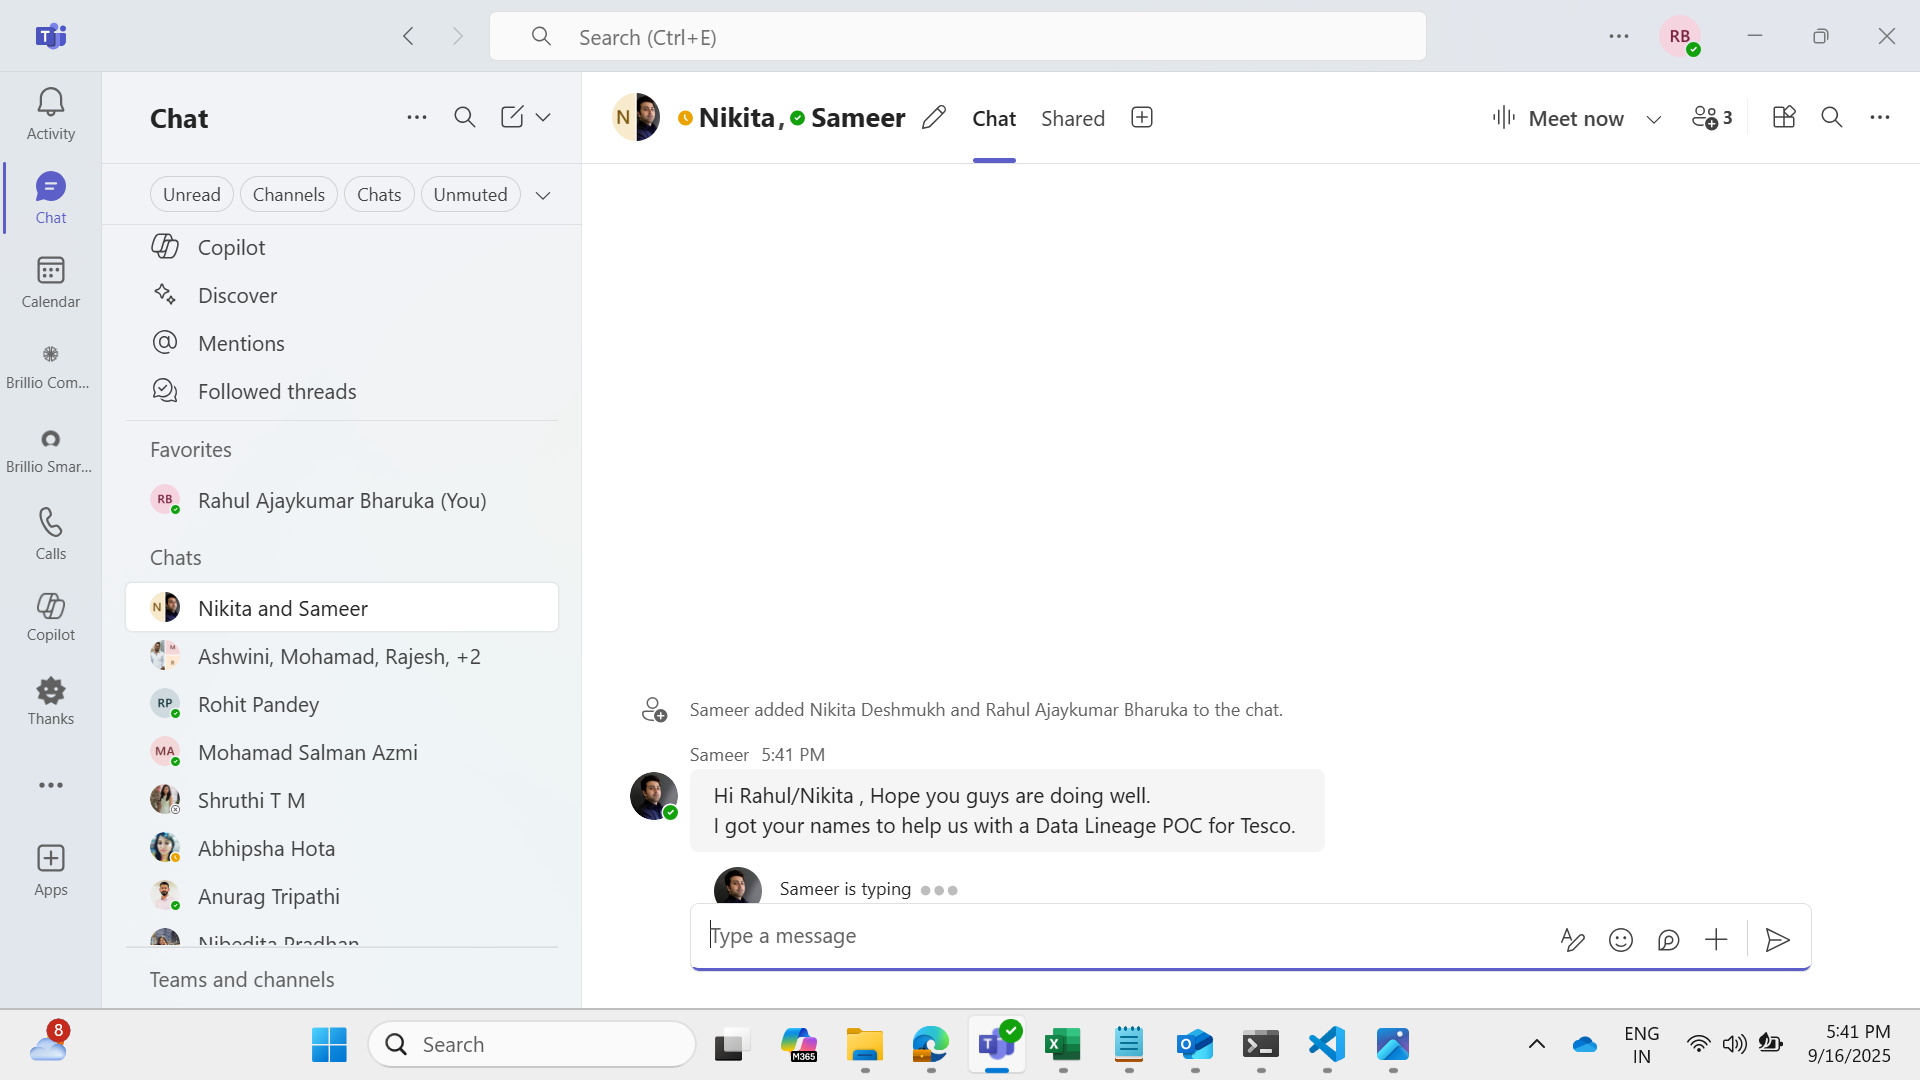 Search (Ctrl+E)
RB
Activity
Chat
Calendar
Brillio Com...
Brillio Smar...
Calls
Copilot
Thanks
Apps
Chat
Unread
Channels
Chats
Unmuted
Copilot
Discover
Mentions
Followed threads
Favorites
RB Rahul Ajaykumar Bharuka (You)
Chats
N Nikita and Sameer
Ashwini, Mohamad, Rajesh, +2
RP Rohit Pandey
MA Mohamad Salman Azmi
Shruthi T M
Abhipsha Hota
Anurag Tripathi
Nibedita Pradhan
Teams and channels
N Nikita, Sameer
Chat
Shared
Meet now
3
Sameer added Nikita Deshmukh and Rahul Ajaykumar Bharuka to the chat.
Sameer 5:41 PM
Hi Rahul/Nikita , Hope you guys are doing well.
I got your names to help us with a Data Lineage POC for Tesco.
Sameer is typing
Type a message
8
Search
M365
ENG
IN
5:41 PM
9/16/2025